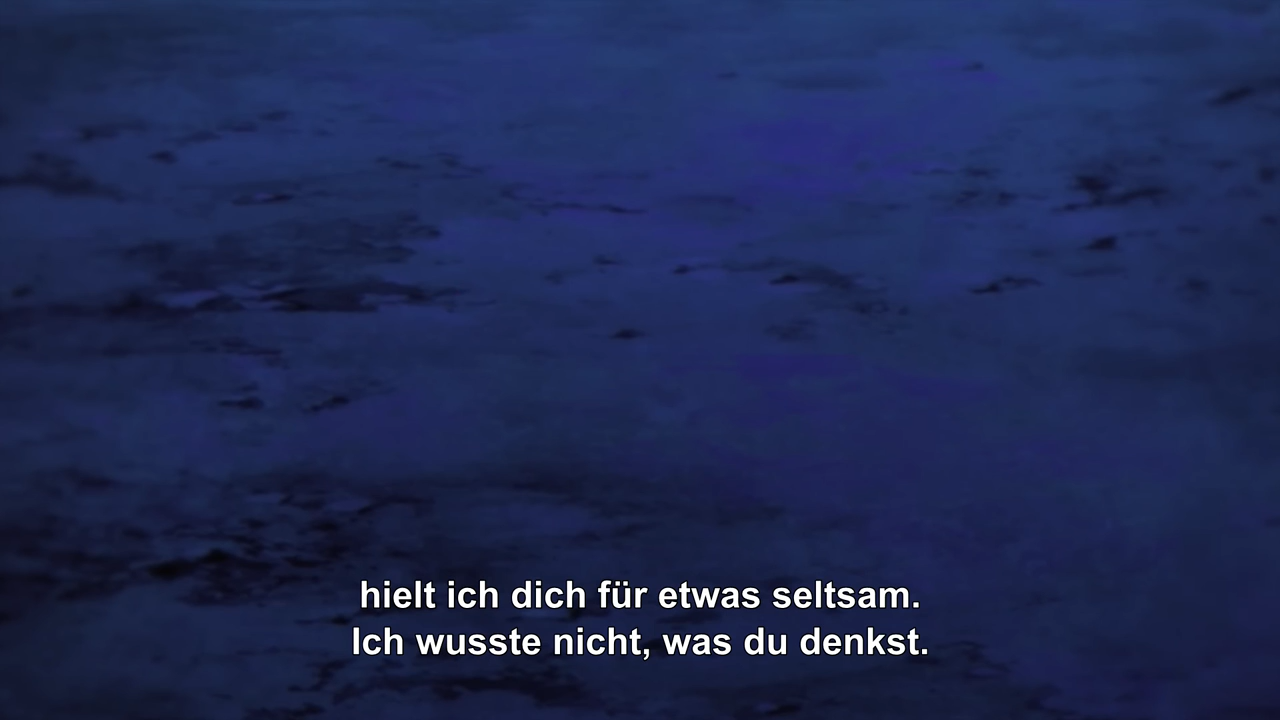 hielt ich dich für etwas seltsam.
Ich wusste nicht, was du denkst.